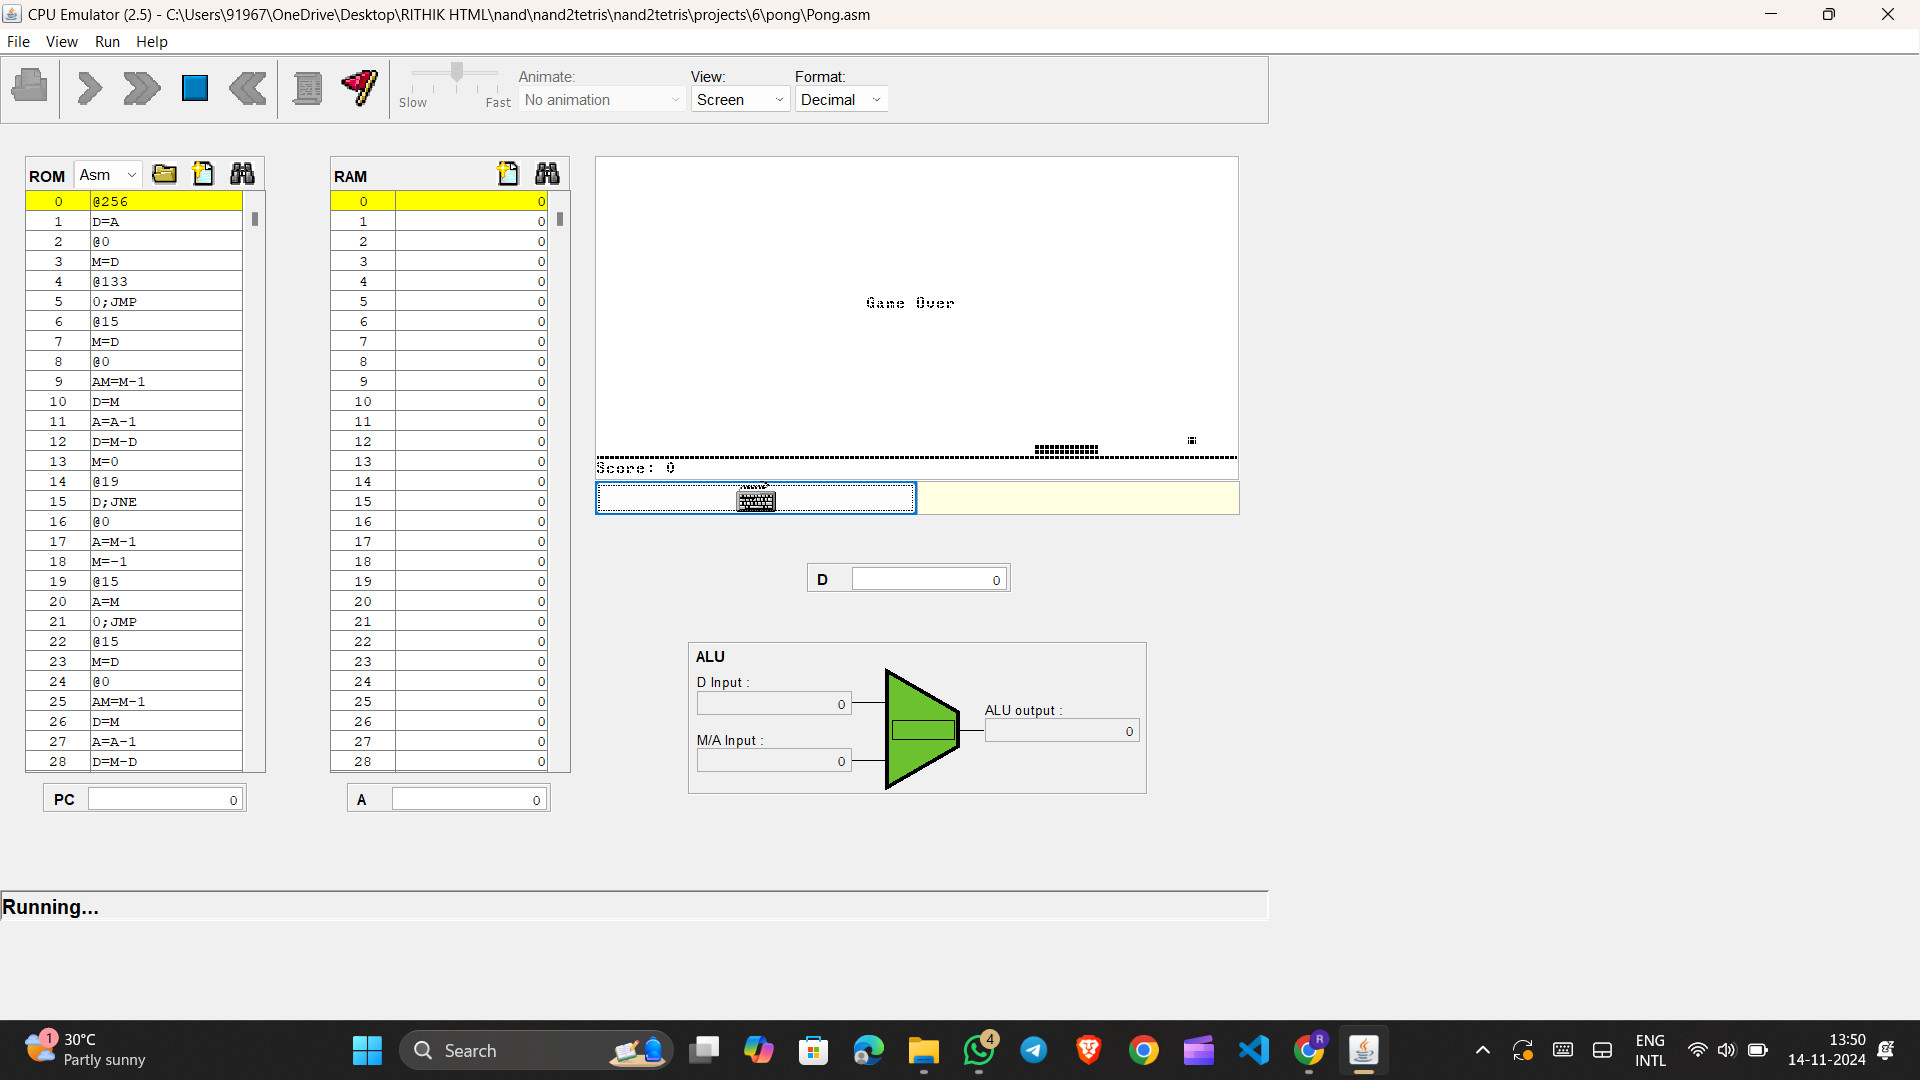 CPU Emulator (2.5) - C:\Users\91967\OneDrive\Desktop\RITHIK HTML\nand\nand2tetris\nand2tetris\projects\6\pong\Pong.asm
File View Run Help
Slow Fast
Animate:
No animation
View:
Screen
Format:
Decimal
ROM Asm
0 @256
1 D=A
2 @0
3 M=D
4 @133
5 0;JMP
6 @15
7 M=D
8 @0
9 AM=M-1
10 D=M
11 A=A-1
12 D=M-D
13 M=0
14 @19
15 D;JNE
16 @0
17 A=M-1
18 M=-1
19 @15
20 A=M
21 0;JMP
22 @15
23 M=D
24 @0
25 AM=M-1
26 D=M
27 A=A-1
28 D=M-D
PC 0
RAM
0 0
1 0
2 0
3 0
4 0
5 0
6 0
7 0
8 0
9 0
10 0
11 0
12 0
13 0
14 0
15 0
16 0
17 0
18 0
19 0
20 0
21 0
22 0
23 0
24 0
25 0
26 0
27 0
28 0
A 0
Game Over
Score: 0
D 0
ALU
D Input :
0
M/A Input :
0
ALU output :
0
Running...
1
30°C
Partly sunny
Search
4
R
ENG
INTL
13:50
14-11-2024